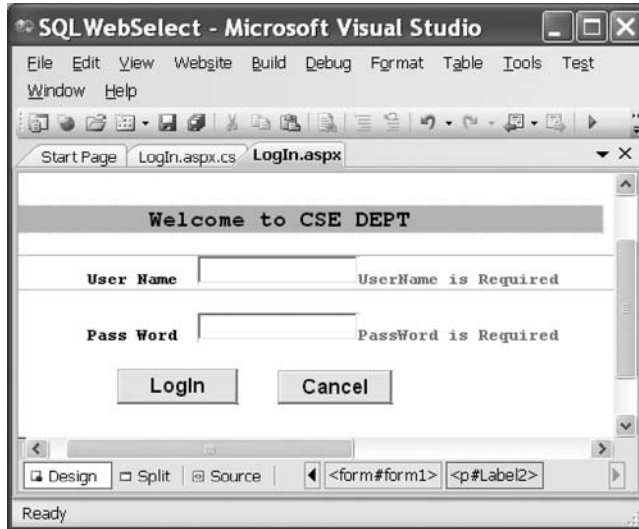 SQLWebSelect - Microsoft Visual Studio
File Edit View Website Build Debug Format Table Tools Test
Window Help
Start Page LogIn.aspx.cs LogIn.aspx
Welcome to CSE DEPT
User Name UserName is Required
Pass Word PassWord is Required
LogIn Cancel
Design Split Source <form#form1> <p#Label2>
Ready